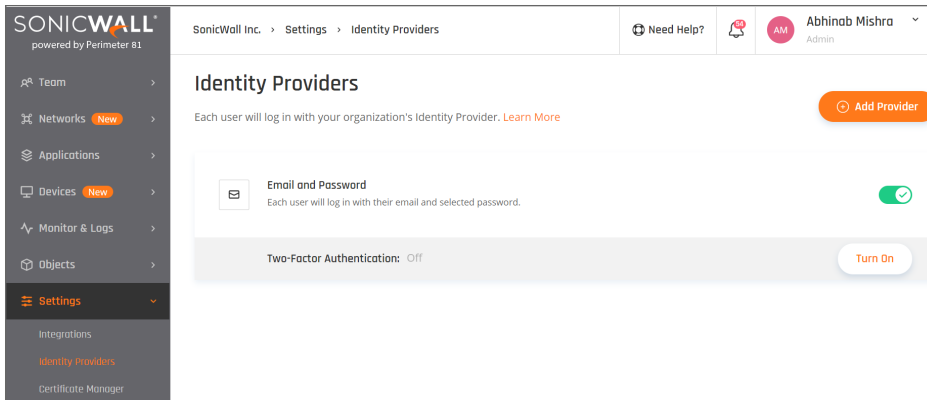 SONICWALL®
powered by Perimeter 81
SonicWall Inc. › Settings › Identity Providers
Need Help?
54
AM
Abhinab Mishra
Admin
Team
Networks New
Applications
Devices New
Monitor & Logs
Objects
Settings
Integrations
Identity Providers
Certificate Manager
Identity Providers
Each user will log in with your organization's Identity Provider. Learn More
Add Provider
Email and Password
Each user will log in with their email and selected password.
Two-Factor Authentication: Off
Turn On